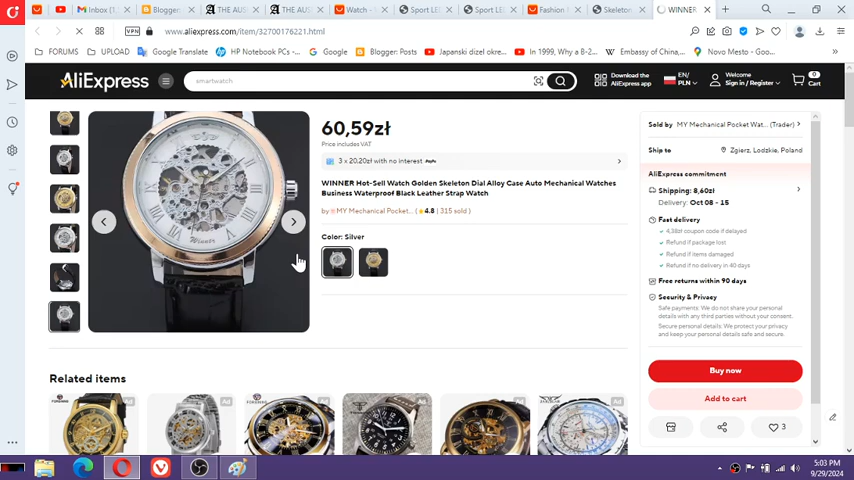 Inbox (1
Blogger:
THE AUS
THE AUS
Watch -
Sport LE
Sport LE
Fashion
Skeleton
WINNER
VPN
www.aliexpress.com/item/32700176221.html
FORUMS
UPLOAD
Google Translate
HP Notebook PCs -...
Google
Blogger: Posts
Japanski dizel okre...
In 1999, Why a B-2...
Embassy of China,...
Novo Mesto - Goo...
AliExpress
smartwatch
Download the
AliExpress app
EN/
PLN
Welcome
Sign in / Register
0
Cart
60,59zł
Price includes VAT
3 x 20,20zł with no interest
WINNER Hot-Sell Watch Golden Skeleton Dial Alloy Case Auto Mechanical Watches
Business Waterproof Black Leather Strap Watch
by MY Mechanical Pocket... ( 4.8 | 315 sold )
Color: Silver
Winner
Sold by MY Mechanical Pocket Wat... (Trader)
Ship to Zgierz, Lodzkie, Poland
AliExpress commitment
Shipping: 8,60zł
Delivery: Oct 08 - 15
Fast delivery
4,38zł coupon code if delayed
Refund if package lost
Refund if items damaged
Refund if no delivery in 40 days
Free returns within 90 days
Security & Privacy
Safe payments: We do not share your personal
details with any third parties without your consent.
Secure personal details: We protect your privacy
and keep your personal details safe and secure.
Buy now
Add to cart
3
Related items
Ad
Ad
Ad
Ad
Ad
Ad
5:03 PM
9/29/2024